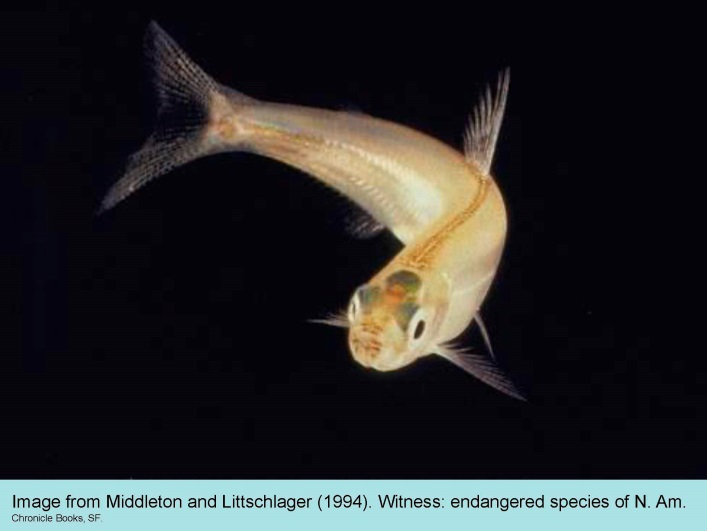 Image from Middleton and Littschlager (1994). Witness: endangered species of N. Am.
Chronicle Books, SF.